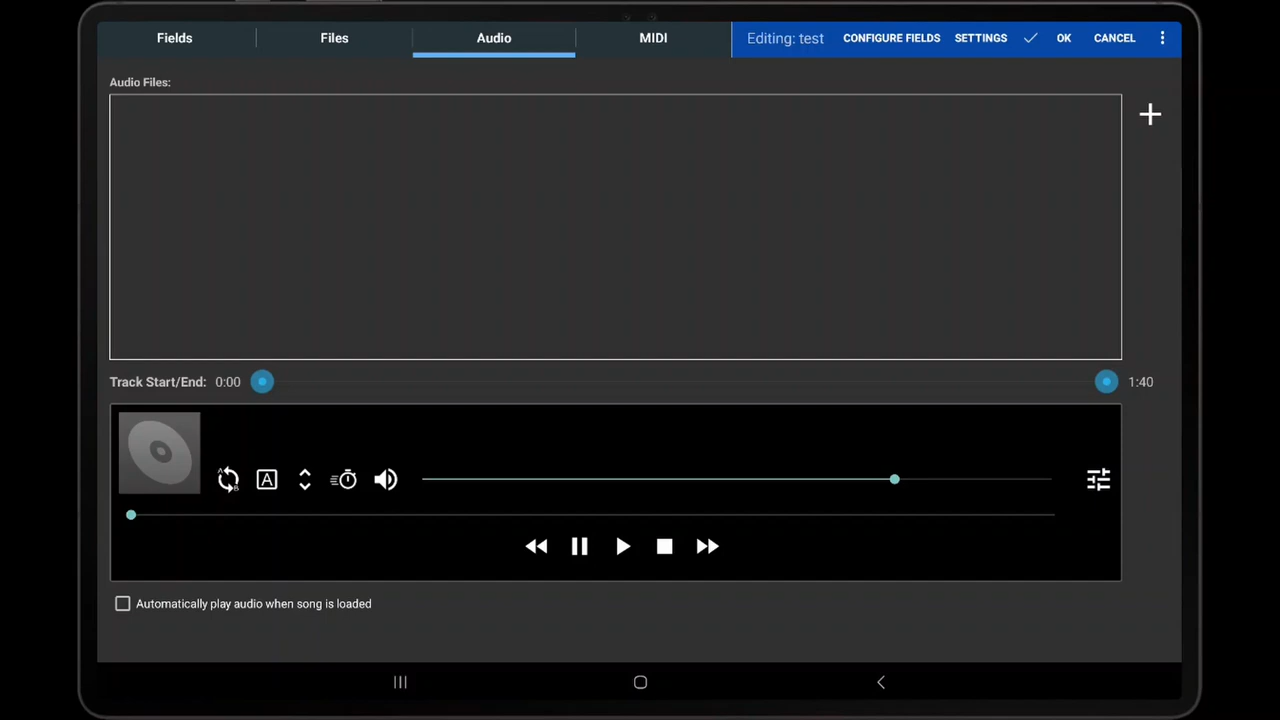 Fields
Files
Audio
MIDI
Editing: test
CONFIGURE FIELDS
SETTINGS
OK
CANCEL
Audio Files:
Track Start/End: 0:00
1:40
A
B
A
Automatically play audio when song is loaded